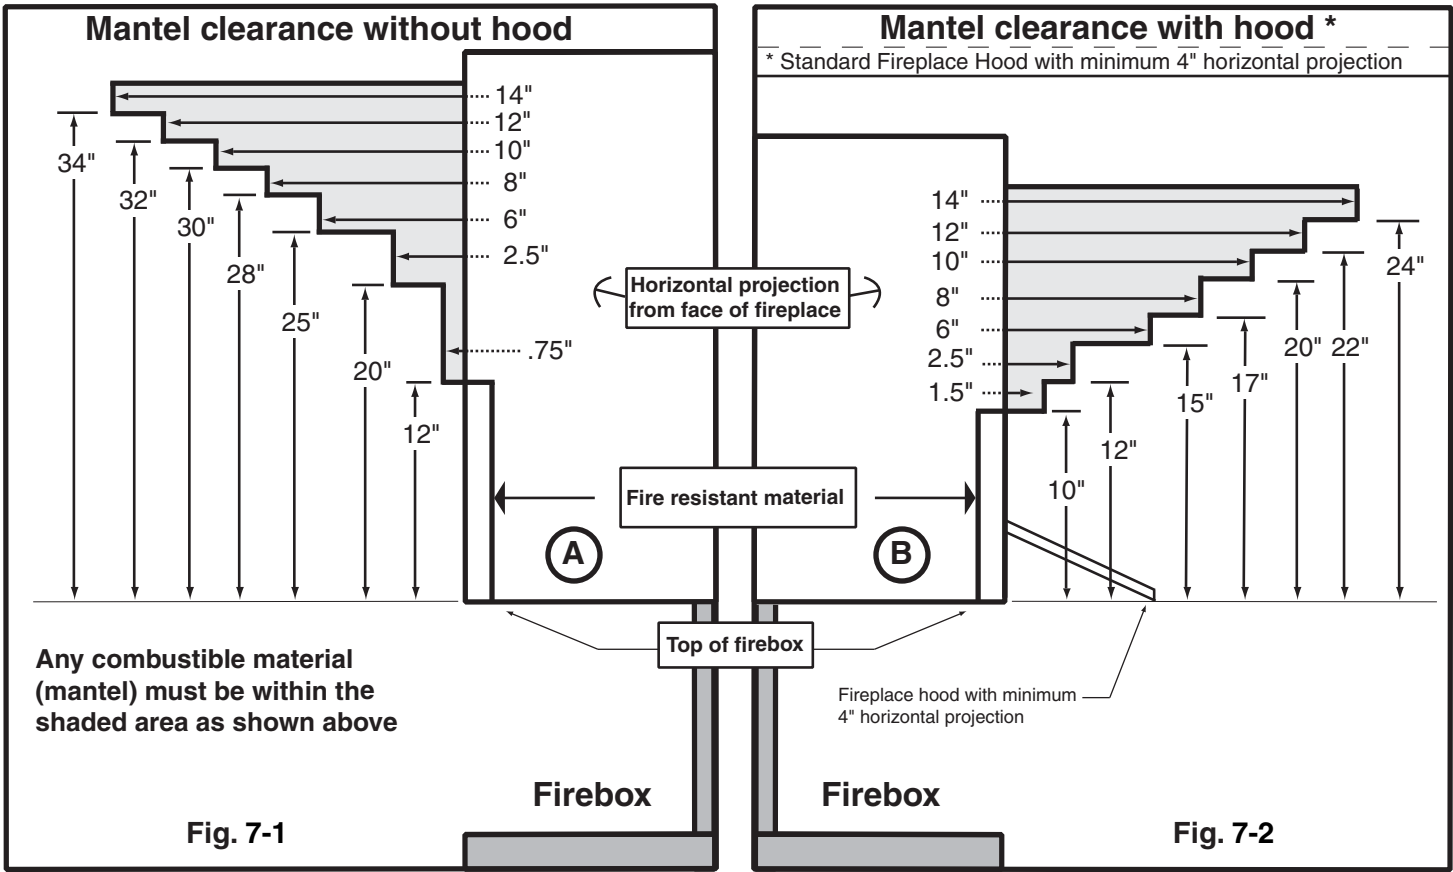 Mantel clearance without hood
14"
12"
10"
8"
6"
2.5"
.75"
34"
32"
30"
28"
25"
20"
12"
Any combustible material
(mantel) must be within the
shaded area as shown above
Fig. 7-1
Firebox
A
Horizontal projection
from face of fireplace
Fire resistant material
Top of firebox
Mantel clearance with hood *
* Standard Fireplace Hood with minimum 4" horizontal projection
14"
12"
10"
8"
6"
2.5"
1.5"
10"
12"
15"
17"
20"
22"
24"
B
Fireplace hood with minimum
4" horizontal projection
Firebox
Fig. 7-2